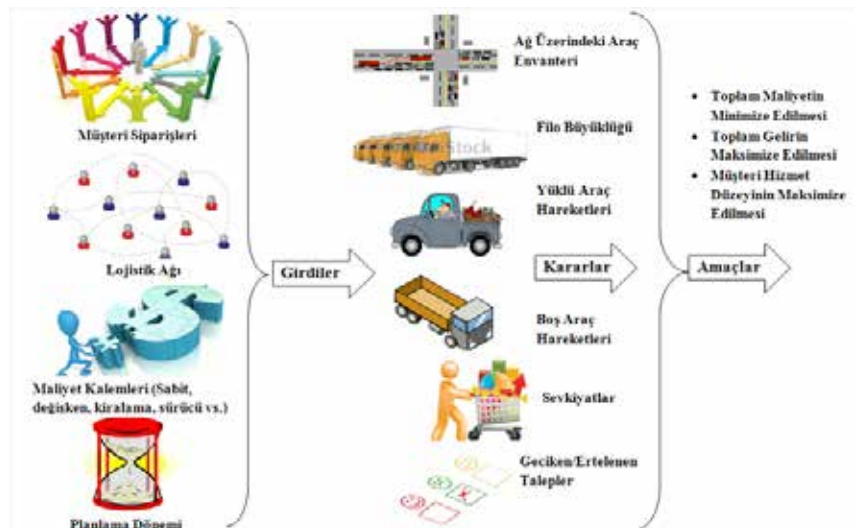 Müşteri Siparişleri
Lojistik Ağı
Maliyet Kalemleri (Sabit,
değişken, kiralama, sürücü vs.)
Planlama Dönemi
Girdiler
Ağ Üzerindeki Araç
Envanteri
Filo Büyüklüğü
Stock
Yüklü Araç
Hareketleri
Kararlar
Boş Araç
Hareketleri
Sevkiyatlar
Geciken/Ertelenen
Talepler
Amaçlar
• Toplam Maliyetin
Minimize Edilmesi
• Toplam Gelirin
Maksimize Edilmesi
• Müşteri Hizmet
Düzeyinin Maksimize
Edilmesi